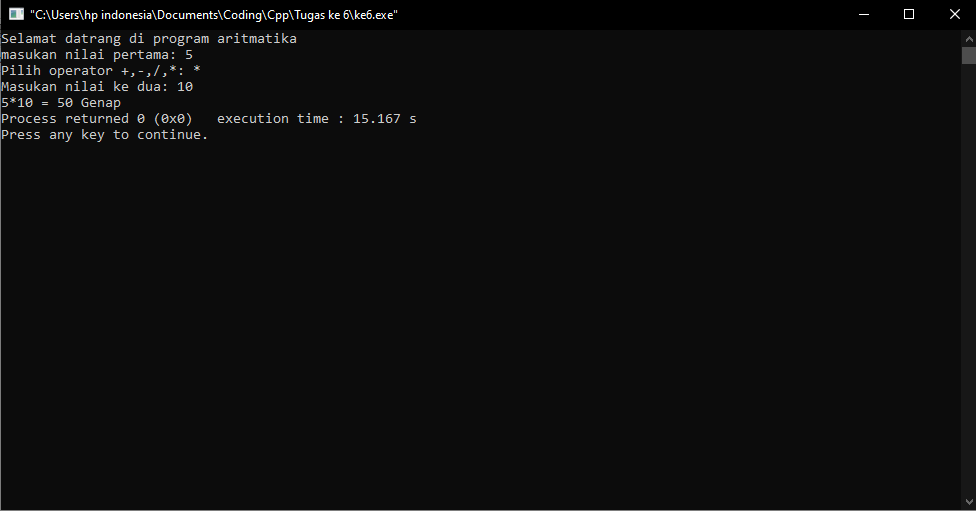 "C:\Users\hp indonesia\Documents\Coding\Cpp\Tugas ke 6\ke6.exe"
Selamat datrang di program aritmatika
masukan nilai pertama: 5
Pilih operator +,-,/,*: *
Masukan nilai ke dua: 10
5*10 = 50 Genap
Process returned 0 (0x0)   execution time : 15.167 s
Press any key to continue.